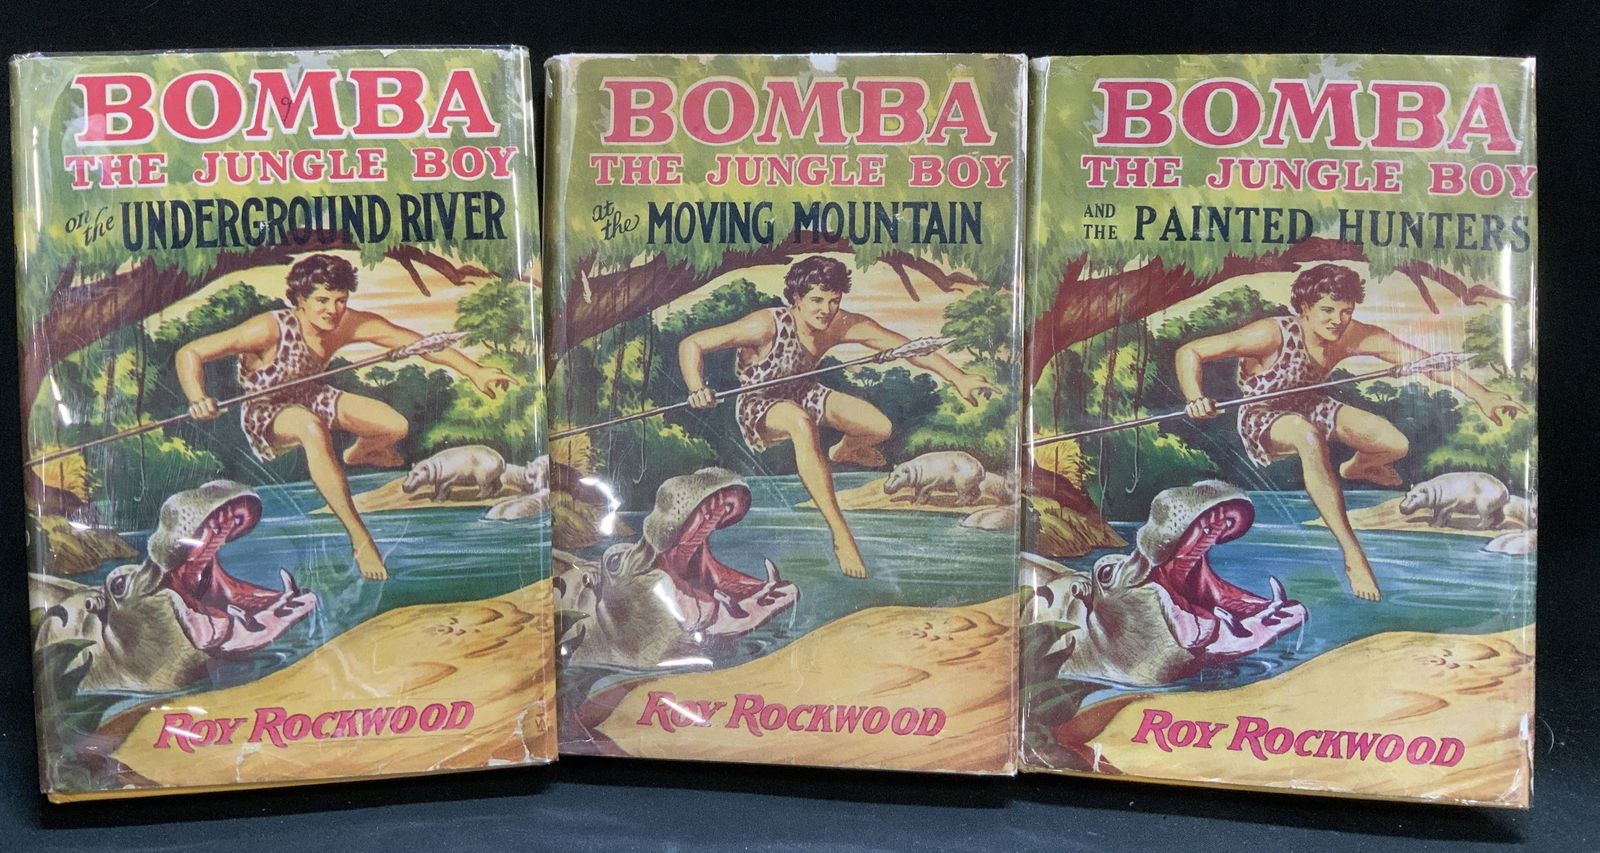 BOMBA
THE JUNGLE BOY
on the UNDERGROUND RIVER
ROY ROCKWOOD
BOMBA
THE JUNGLE BOY
at the MOVING MOUNTAIN
ROY ROCKWOOD
BOMBA
THE JUNGLE BOY
AND THE PAINTED HUNTERS
ROY ROCKWOOD